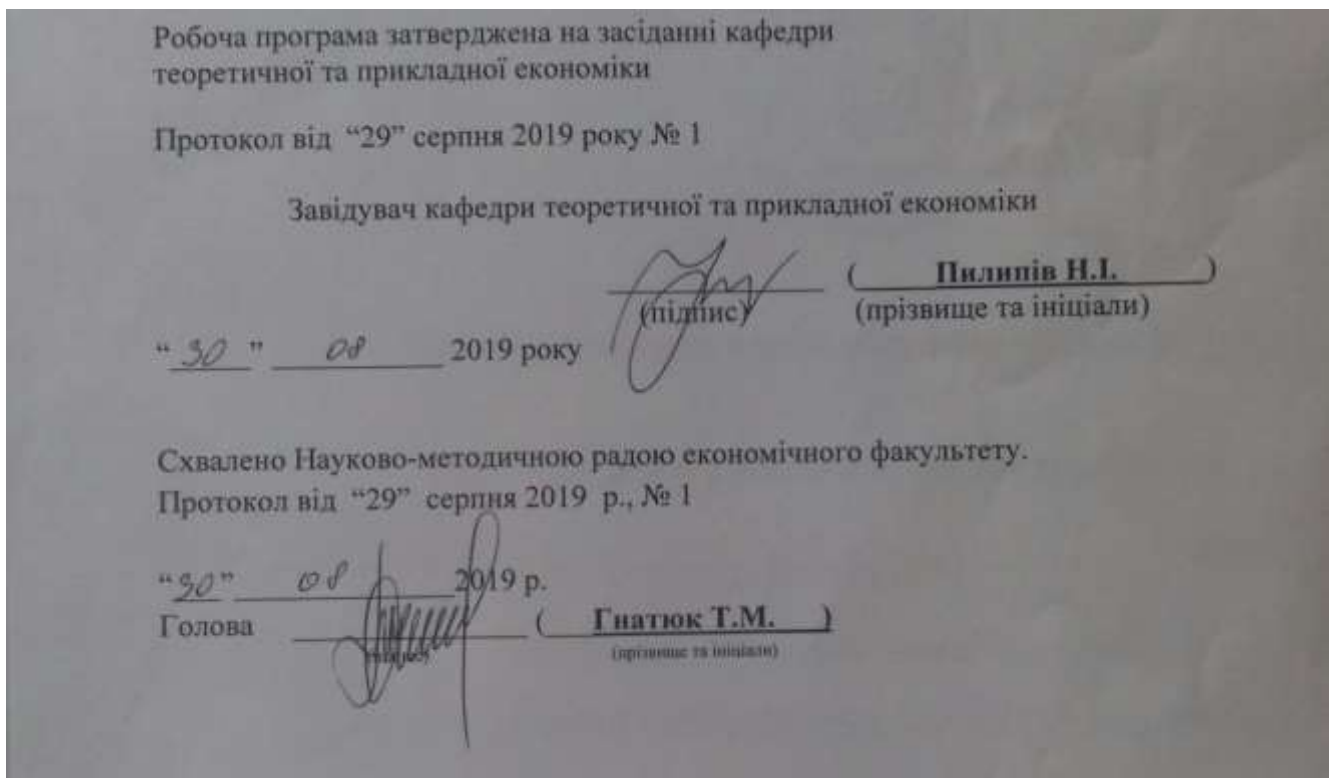 Робоча програма затверджена на засіданні кафедри
теоретичної та прикладної економіки
Протокол від “29” серпня 2019 року № 1
Завідувач кафедри теоретичної та прикладної економіки
( Пилипів Н.І. )
(підпис) (прізвище та ініціали)
“30” 08 2019 року
Схвалено Науково-методичною радою економічного факультету.
Протокол від “29” серпня 2019 р., № 1
“30” 08 2019 р.
Голова ( Гнатюк Т.М. )
(прізвище та ініціали)